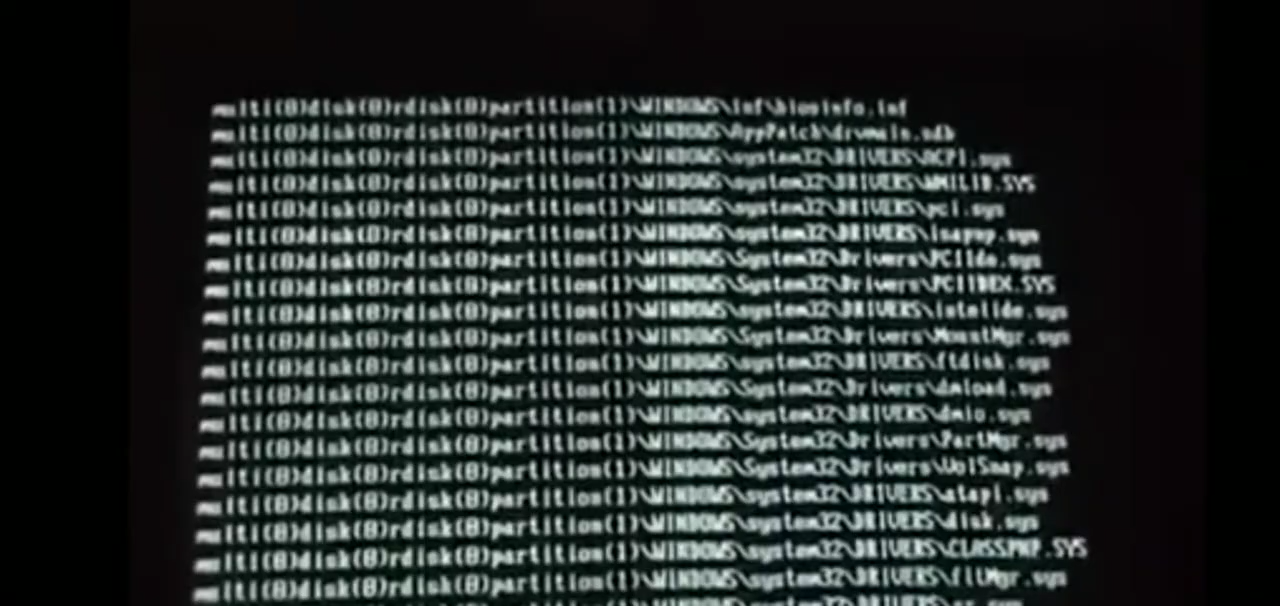 multi(0)disk(0)rdisk(0)partition(1)\WINDOWS\inf\biosinfo.inf
multi(0)disk(0)rdisk(0)partition(1)\WINDOWS\AppPatch\drvmain.sdb
multi(0)disk(0)rdisk(0)partition(1)\WINDOWS\system32\DRIVERS\ACPI.sys
multi(0)disk(0)rdisk(0)partition(1)\WINDOWS\system32\DRIVERS\WMILIB.SYS
multi(0)disk(0)rdisk(0)partition(1)\WINDOWS\system32\DRIVERS\pci.sys
multi(0)disk(0)rdisk(0)partition(1)\WINDOWS\system32\DRIVERS\isapnp.sys
multi(0)disk(0)rdisk(0)partition(1)\WINDOWS\System32\Drivers\PCIIde.sys
multi(0)disk(0)rdisk(0)partition(1)\WINDOWS\System32\Drivers\PCIIDEX.SYS
multi(0)disk(0)rdisk(0)partition(1)\WINDOWS\system32\DRIVERS\intelide.sys
multi(0)disk(0)rdisk(0)partition(1)\WINDOWS\System32\Drivers\MountMgr.sys
multi(0)disk(0)rdisk(0)partition(1)\WINDOWS\system32\DRIVERS\ftdisk.sys
multi(0)disk(0)rdisk(0)partition(1)\WINDOWS\System32\Drivers\dmload.sys
multi(0)disk(0)rdisk(0)partition(1)\WINDOWS\system32\DRIVERS\dmio.sys
multi(0)disk(0)rdisk(0)partition(1)\WINDOWS\System32\Drivers\PartMgr.sys
multi(0)disk(0)rdisk(0)partition(1)\WINDOWS\System32\Drivers\VolSnap.sys
multi(0)disk(0)rdisk(0)partition(1)\WINDOWS\system32\DRIVERS\atapi.sys
multi(0)disk(0)rdisk(0)partition(1)\WINDOWS\system32\DRIVERS\disk.sys
multi(0)disk(0)rdisk(0)partition(1)\WINDOWS\system32\DRIVERS\CLASSPNP.SYS
multi(0)disk(0)rdisk(0)partition(1)\WINDOWS\system32\DRIVERS\fltMgr.sys